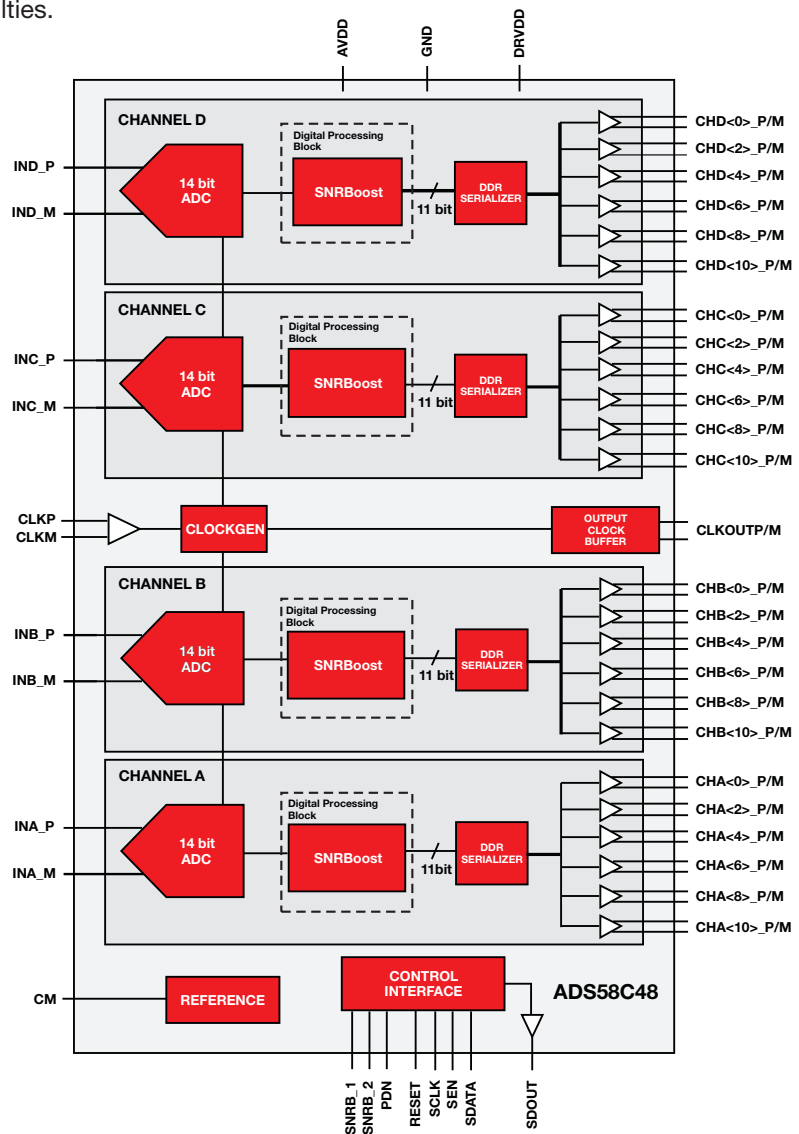 lties.
AVDD
GND
DRVDD
CHANNEL D
IND_P
IND_M
14 bit
ADC
Digital Processing
Block
SNRBoost
11 bit
DDR
SERIALIZER
CHD<0>_P/M
CHD<2>_P/M
CHD<4>_P/M
CHD<6>_P/M
CHD<8>_P/M
CHD<10>_P/M
CHANNEL C
INC_P
INC_M
14 bit
ADC
Digital Processing
Block
SNRBoost
11 bit
DDR
SERIALIZER
CHC<0>_P/M
CHC<2>_P/M
CHC<4>_P/M
CHC<6>_P/M
CHC<8>_P/M
CHC<10>_P/M
CLKP
CLKM
CLOCKGEN
OUTPUT
CLOCK
BUFFER
CLKOUTP/M
CHANNEL B
INB_P
INB_M
14 bit
ADC
Digital Processing
Block
SNRBoost
11 bit
DDR
SERIALIZER
CHB<0>_P/M
CHB<2>_P/M
CHB<4>_P/M
CHB<6>_P/M
CHB<8>_P/M
CHB<10>_P/M
CHANNEL A
INA_P
INA_M
14 bit
ADC
Digital Processing
Block
SNRBoost
11bit
DDR
SERIALIZER
CHA<0>_P/M
CHA<2>_P/M
CHA<4>_P/M
CHA<6>_P/M
CHA<8>_P/M
CHA<10>_P/M
CM
REFERENCE
CONTROL
INTERFACE
ADS58C48
SNRB_1
SNRB_2
PDN
RESET
SCLK
SEN
SDATA
SDOUT